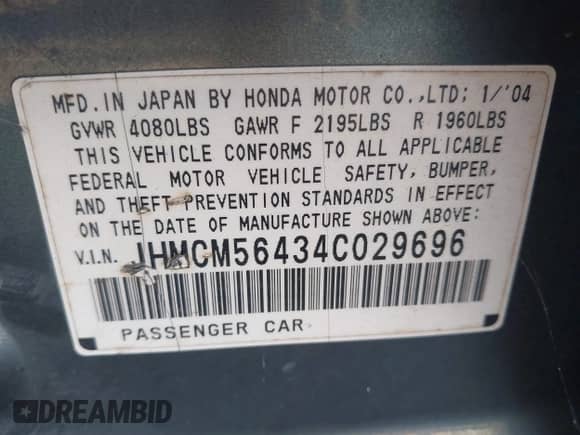 MFD. IN JAPAN BY HONDA MOTOR CO.,LTD; 1/'04
GVWR 4080LBS GAWR F 2195LBS R 1960LBS
THIS VEHICLE CONFORMS TO ALL APPLICABLE
FEDERAL MOTOR VEHICLE SAFETY, BUMPER,
AND THEFT PREVENTION STANDARDS IN EFFECT
ON THE DATE OF MANUFACTURE SHOWN ABOVE:
V.I.N. JHMCM56434C029696
PASSENGER CAR
DREAMBID